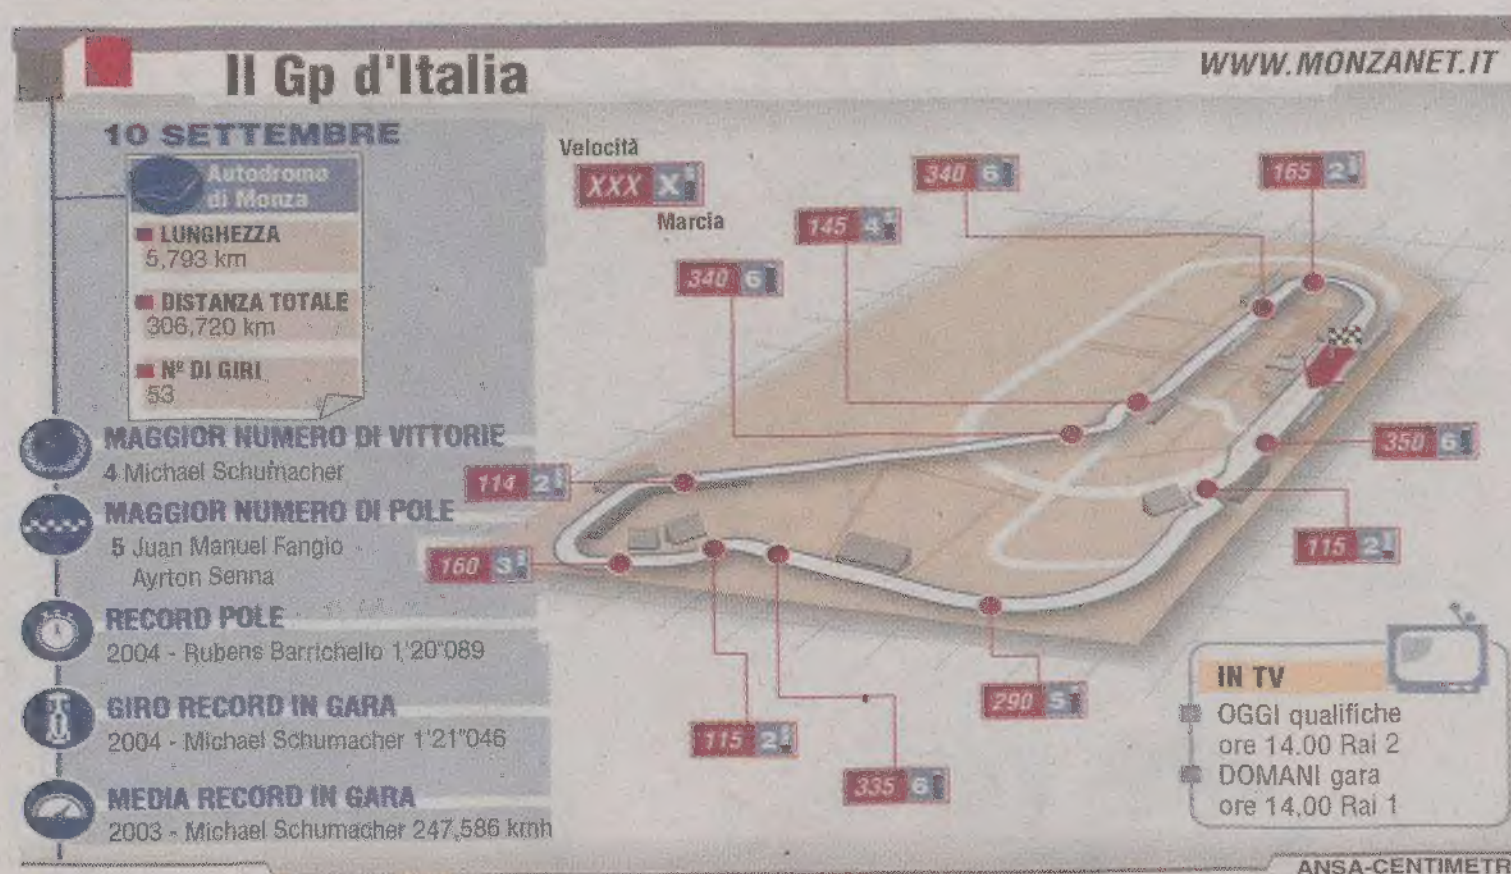 Il Gp d'Italia
WWW.MONZANET.IT
10 SETTEMBRE
Autodromo
di Monza
LUNGHEZZA
5,793 km
DISTANZA TOTALE
306,720 km
Nº DI GIRI
53
MAGGIOR NUMERO DI VITTORIE
4 Michael Schumacher
MAGGIOR NUMERO DI POLE
5 Juan Manuel Fangio
Ayrton Senna
RECORD POLE
2004 - Rubens Barrichello 1'20"089
GIRO RECORD IN GARA
2004 - Michael Schumacher 1'21"046
MEDIA RECORD IN GARA
2003 - Michael Schumacher 247,586 kmh
Velocità
XXX X
Marcia
340 6
165 2
145 4
340 6
350 6
114 2
115 2
160 3
290 5
115 2
335 6
IN TV
OGGI qualifiche
ore 14.00 Rai 2
DOMANI gara
ore 14.00 Rai 1
ANSA-CENTIMETR